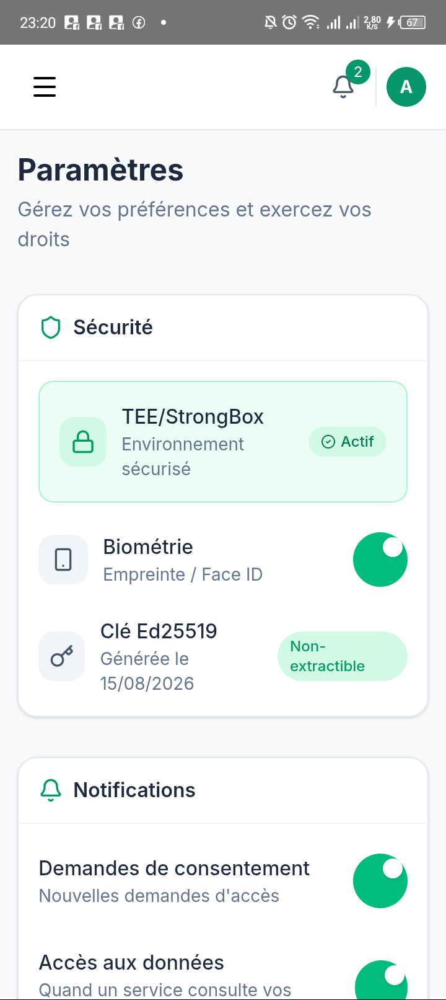 23:20
2,80
K/S
67
2
A
Paramètres
Gérez vos préférences et exercez vos
droits
Sécurité
TEE/StrongBox
Environnement
sécurisé
Actif
Biométrie
Empreinte / Face ID
Clé Ed25519
Générée le
15/08/2026
Non-
extractible
Notifications
Demandes de consentement
Nouvelles demandes d'accès
Accès aux données
Quand un service consulte vos